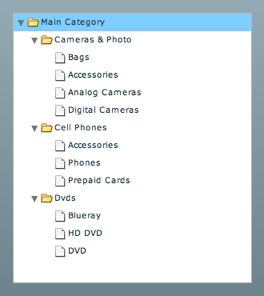 Main Category
Cameras & Photo
Bags
Accessories
Analog Cameras
Digital Cameras
Cell Phones
Accessories
Phones
Prepaid Cards
Dvds
Blueray
HD DVD
DVD